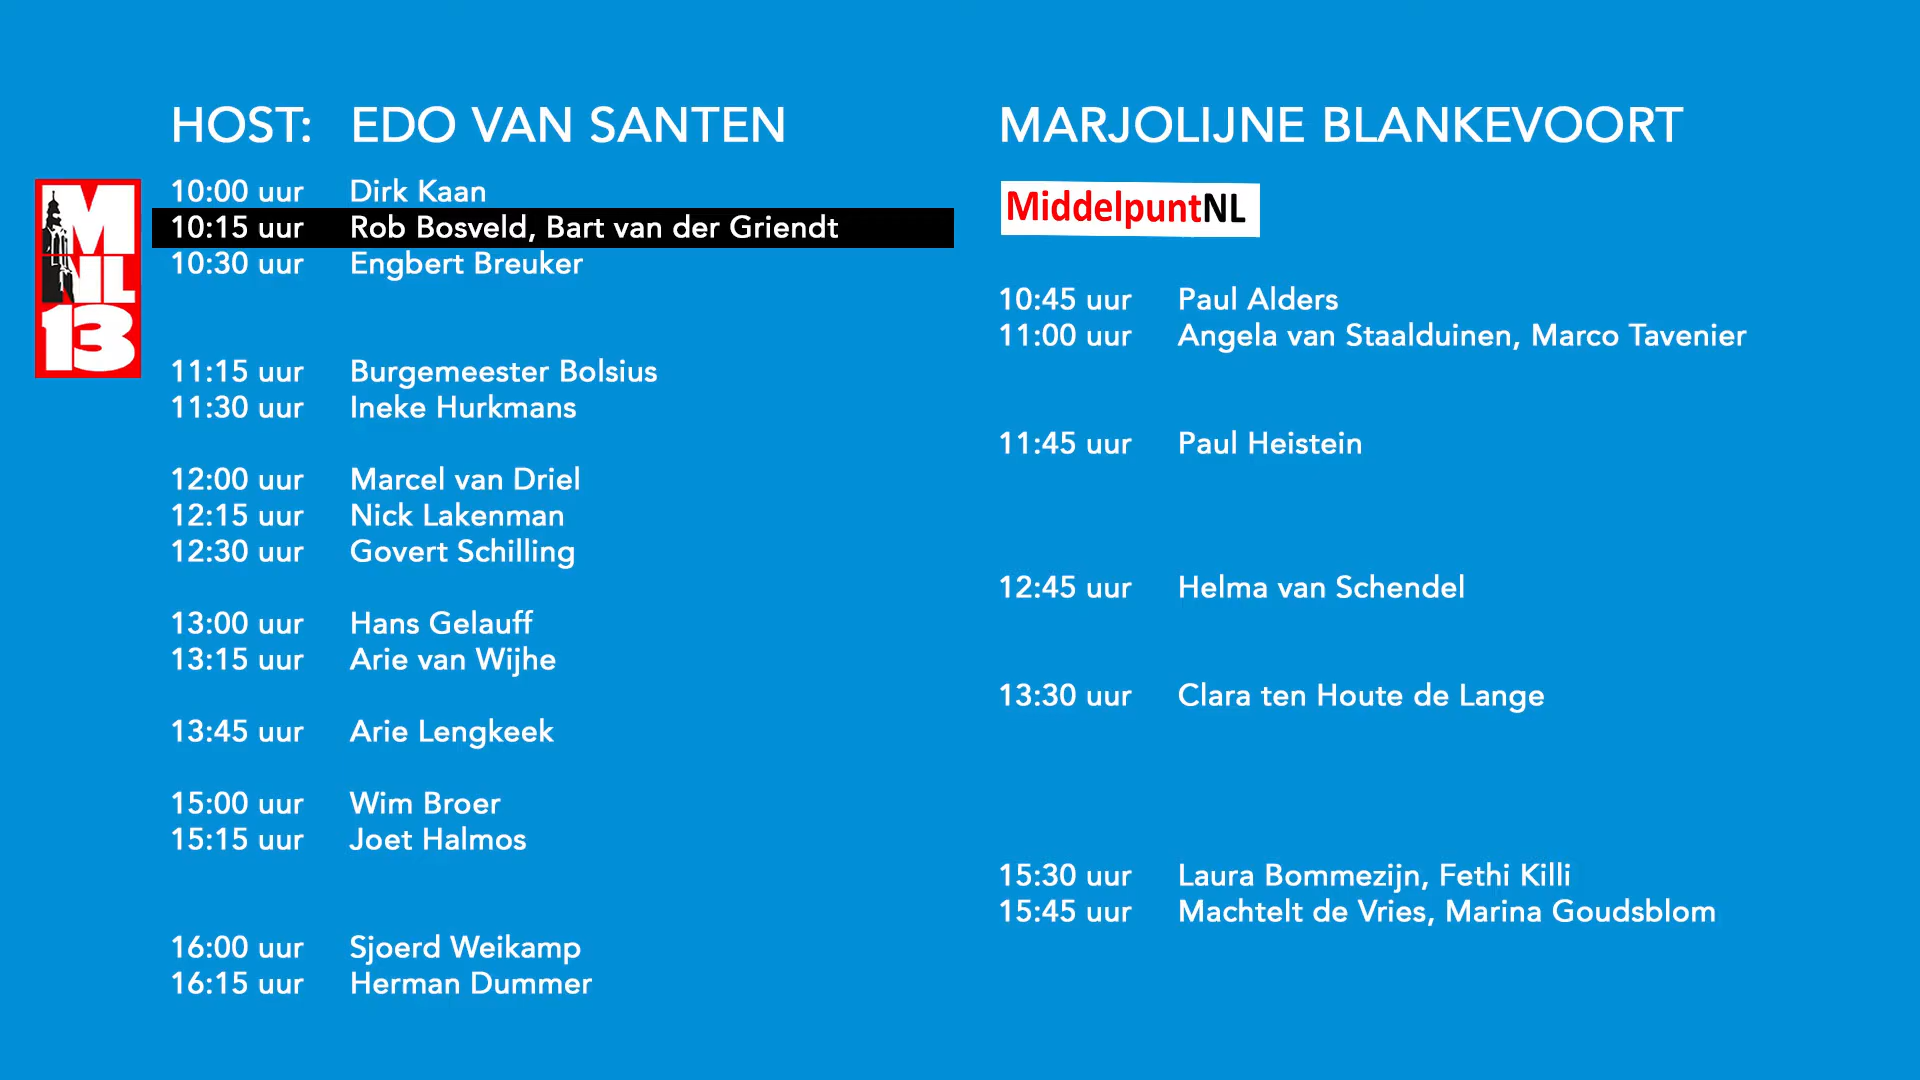 HOST: EDO VAN SANTEN
10:00 uur Dirk Kaan
10:15 uur Rob Bosveld, Bart van der Griendt
10:30 uur Engbert Breuker
11:15 uur Burgemeester Bolsius
11:30 uur Ineke Hurkmans
12:00 uur Marcel van Driel
12:15 uur Nick Lakenman
12:30 uur Govert Schilling
13:00 uur Hans Gelauff
13:15 uur Arie van Wijhe
13:45 uur Arie Lengkeek
15:00 uur Wim Broer
15:15 uur Joet Halmos
16:00 uur Sjoerd Weikamp
16:15 uur Herman Dummer
M
NL
13
MARJOLIJNE BLANKEVOORT
MiddelpuntNL
10:45 uur Paul Alders
11:00 uur Angela van Staalduinen, Marco Tavenier
11:45 uur Paul Heistein
12:45 uur Helma van Schendel
13:30 uur Clara ten Houte de Lange
15:30 uur Laura Bommezijn, Fethi Killi
15:45 uur Machtelt de Vries, Marina Goudsblom